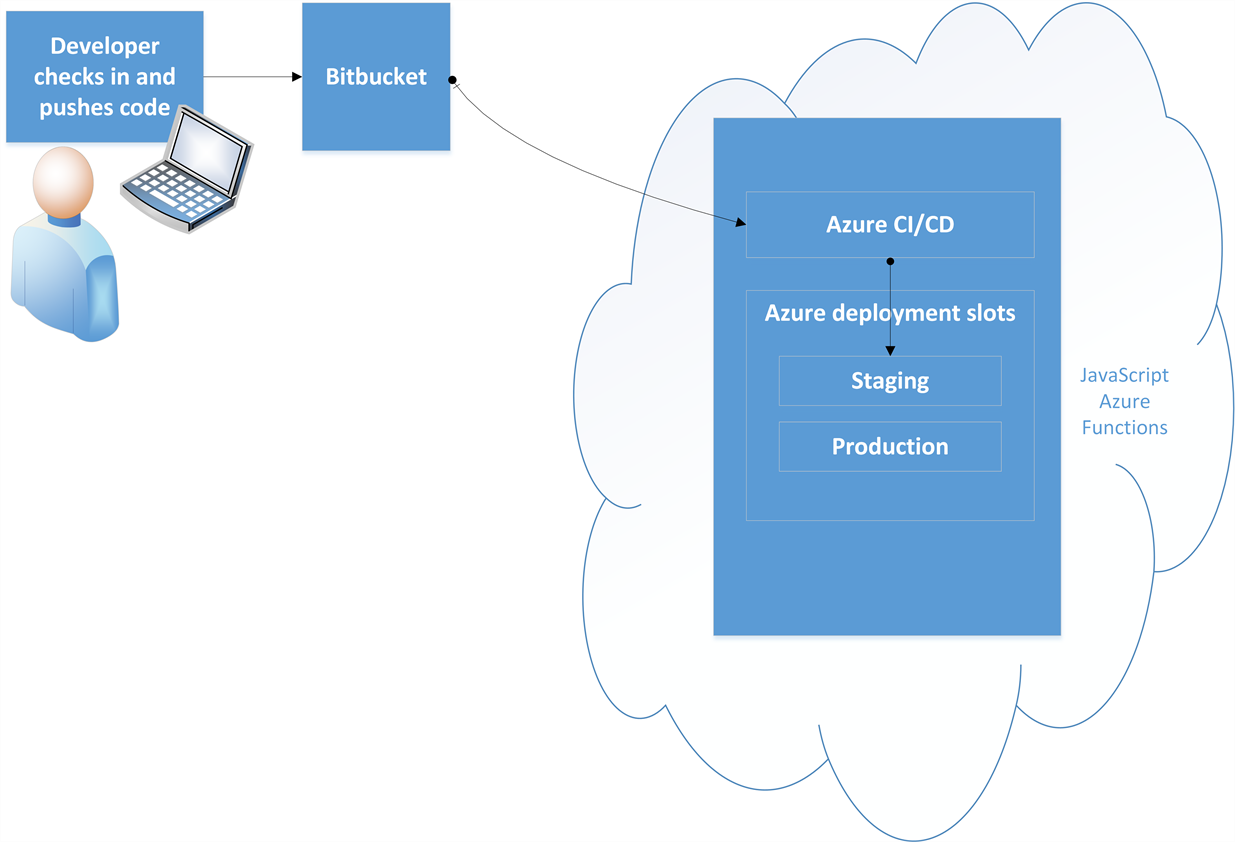 Developer
checks in and
pushes code
Bitbucket
Azure CI/CD
Azure deployment slots
Staging
Production
JavaScript
Azure
Functions